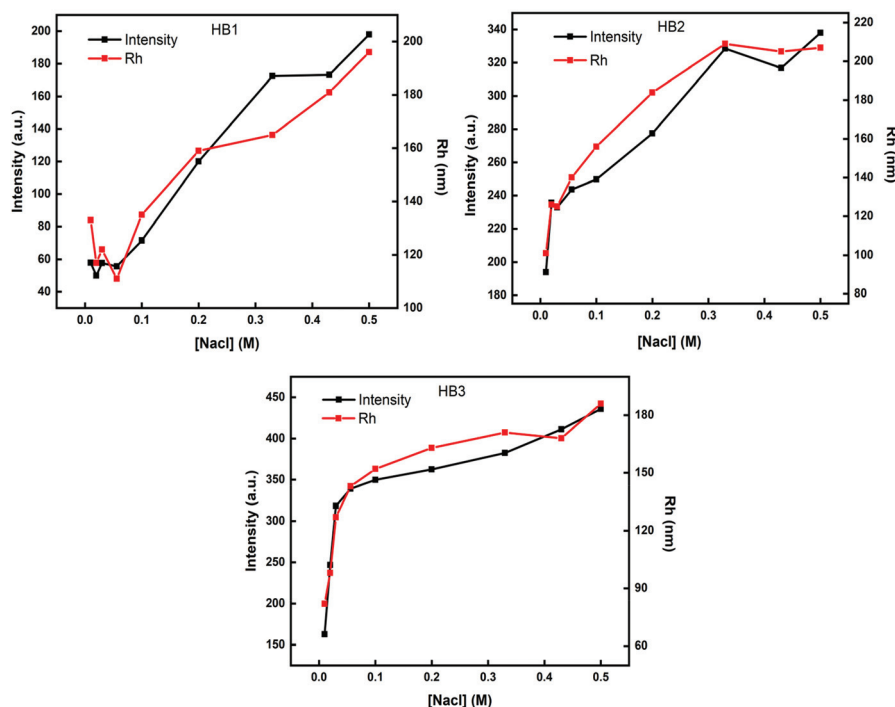 HB1
Intensity
Rh
200
180
160
140
120
100
80
60
40
Intensity (a.u.)
200
180
160
140
120
100
Rh (nm)
0.0 0.1 0.2 0.3 0.4 0.5
[Nacl] (M)
HB2
Intensity
Rh
340
320
300
280
260
240
220
200
180
Intensity (a.u.)
220
200
180
160
140
120
100
80
Rh (nm)
0.0 0.1 0.2 0.3 0.4 0.5
[Nacl] (M)
HB3
Intensity
Rh
450
400
350
300
250
200
150
Intensity (a.u.)
180
150
120
90
60
Rh (nm)
0.0 0.1 0.2 0.3 0.4 0.5
[Nacl] (M)